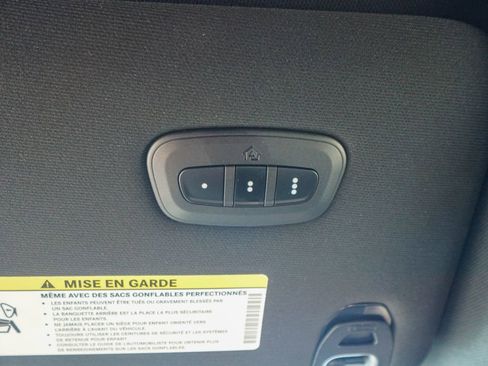 MISE EN GARDE
MÊME AVEC DES SACS GONFLABLES PERFECTIONNÉS
• LES ENFANTS PEUVENT ÊTRE TUÉS OU GRAVEMENT BLESSÉS PAR
UN SAC GONFLABLE.
• LA BANQUETTE ARRIÈRE EST LA PLACE LA PLUS SÉCURITAIRE
POUR LES ENFANTS.
• NE JAMAIS PLACER UN SIÈGE POUR ENFANT ORIENTÉ VERS
L'ARRIÈRE À L'AVANT DU VÉHICULE.
• TOUJOURS UTILISER LES CEINTURES DE SÉCURITÉ ET LES SYSTÈMES
DE RETENUE POUR ENFANT.
• CONSULTER LE GUIDE DE L'AUTOMOBILISTE POUR OBTENIR PLUS
DE RENSEIGNEMENTS SUR LES SACS GONFLABLES.